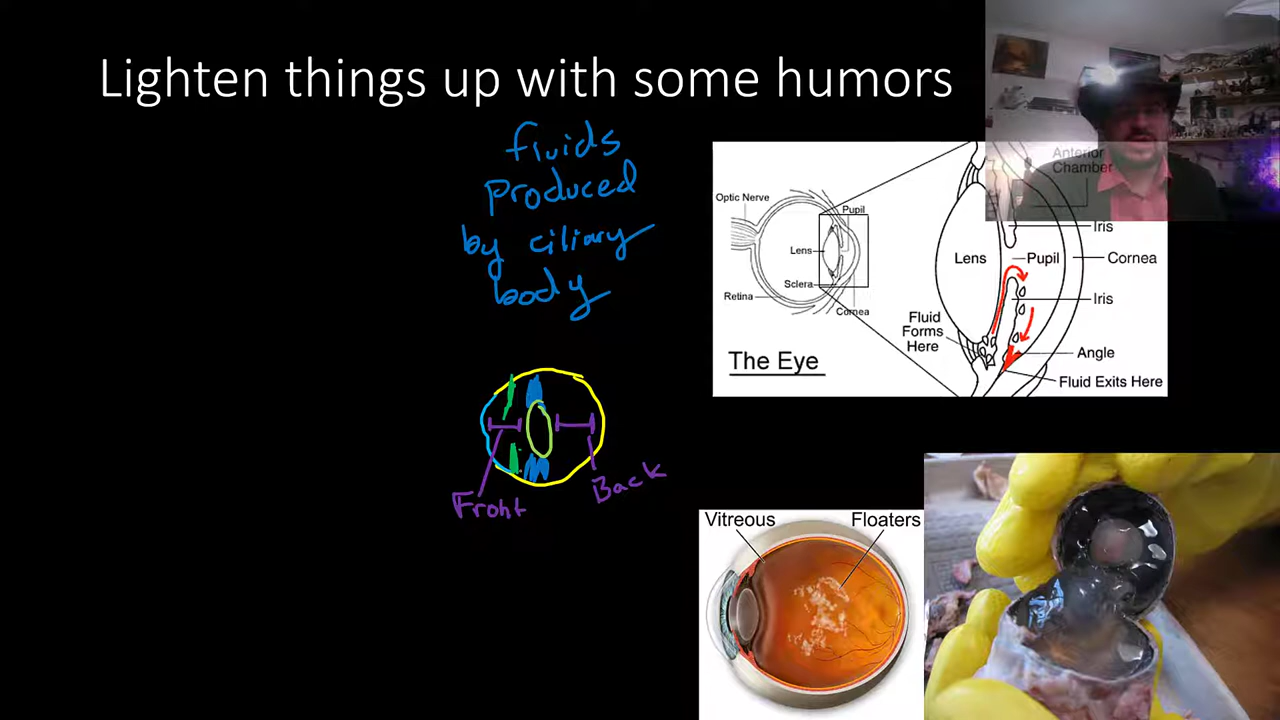 Lighten things up with some humors
fluids
produced
by ciliary
body
Front
Back
Optic Nerve
Pupil
Lens
Sclera
Retina
Cornea
The Eye
Anterior
Chamber
Iris
Lens
Pupil
Cornea
Iris
Fluid
Forms
Here
Angle
Fluid Exits Here
Vitreous
Floaters